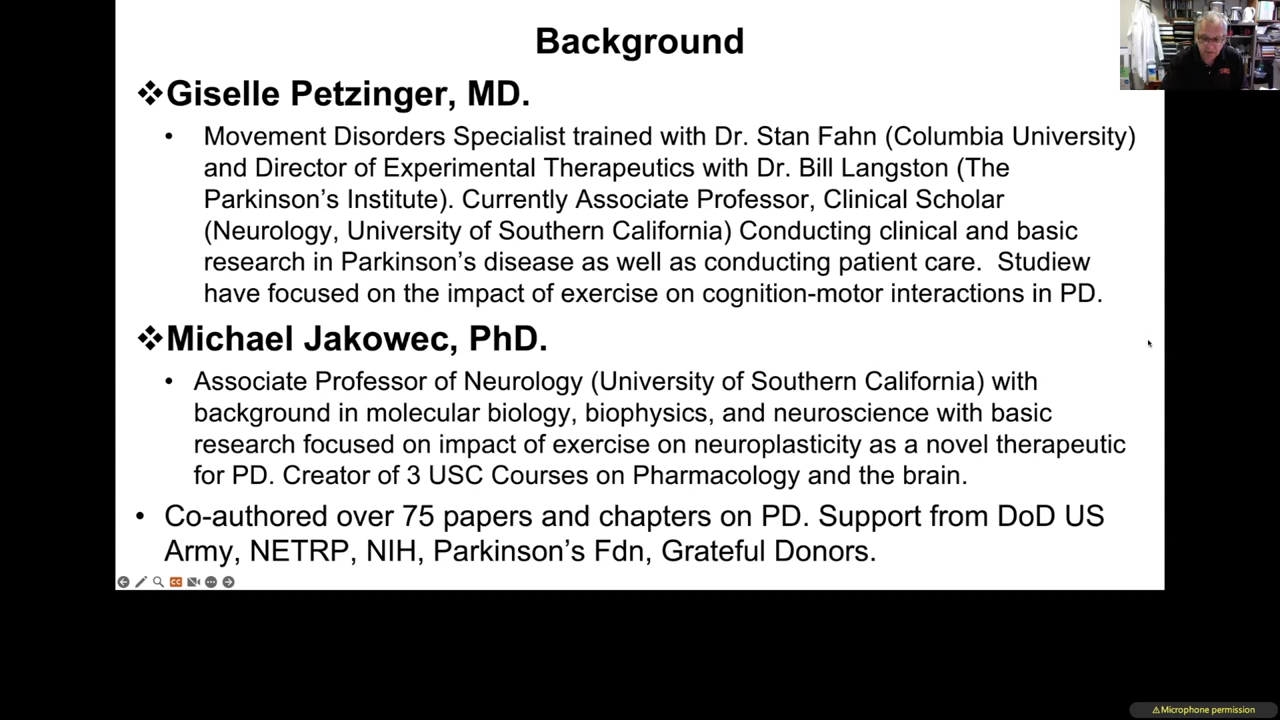 Background
❖Giselle Petzinger, MD.
• Movement Disorders Specialist trained with Dr. Stan Fahn (Columbia University)
and Director of Experimental Therapeutics with Dr. Bill Langston (The
Parkinson’s Institute). Currently Associate Professor, Clinical Scholar
(Neurology, University of Southern California) Conducting clinical and basic
research in Parkinson’s disease as well as conducting patient care.  Studiew
have focused on the impact of exercise on cognition-motor interactions in PD.
❖Michael Jakowec, PhD.
• Associate Professor of Neurology (University of Southern California) with
background in molecular biology, biophysics, and neuroscience with basic
research focused on impact of exercise on neuroplasticity as a novel therapeutic
for PD. Creator of 3 USC Courses on Pharmacology and the brain.
• Co-authored over 75 papers and chapters on PD. Support from DoD US
Army, NETRP, NIH, Parkinson’s Fdn, Grateful Donors.
CC
⚠Microphone permission